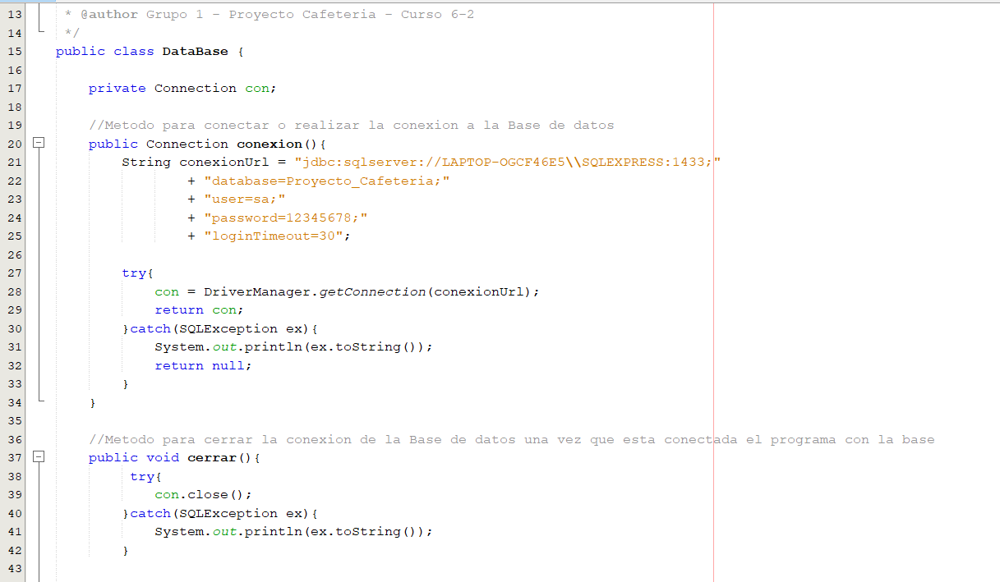 13 * @author Grupo 1 - Proyecto Cafeteria - Curso 6-2
14 */
15 public class DataBase {
16
17 private Connection con;
18
19 //Metodo para conectar o realizar la conexion a la Base de datos
20 public Connection conexion(){
21 String conexionUrl = "jdbc:sqlserver://LAPTOP-OGCF46E5\\SQLEXPRESS:1433;"
22 + "database=Proyecto_Cafeteria;"
23 + "user=sa;"
24 + "password=12345678;"
25 + "loginTimeout=30";
26
27 try{
28 con = DriverManager.getConnection(conexionUrl);
29 return con;
30 }catch(SQLException ex){
31 System.out.println(ex.toString());
32 return null;
33 }
34 }
35
36 //Metodo para cerrar la conexion de la Base de datos una vez que esta conectada el programa con la base
37 public void cerrar(){
38 try{
39 con.close();
40 }catch(SQLException ex){
41 System.out.println(ex.toString());
42 }
43